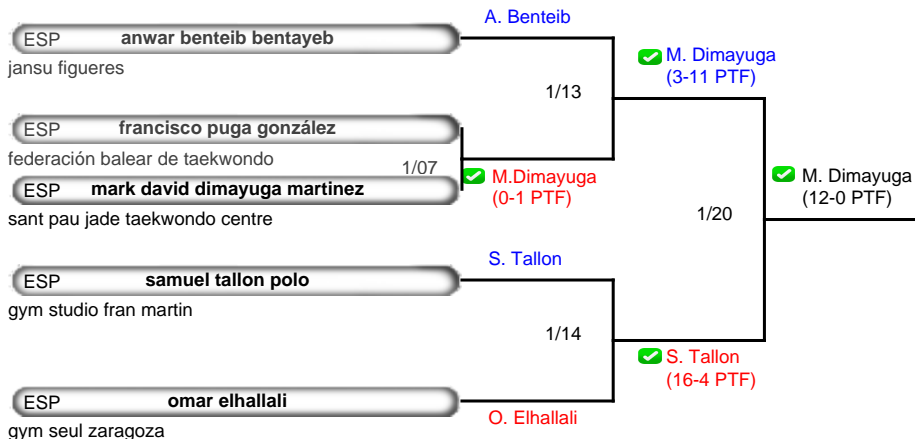 A. Benteib
ESP anwar benteib bentayeb
jansu figueres
M. Dimayuga
(3-11 PTF)
1/13
ESP francisco puga gonzález
federación balear de taekwondo
1/07
M.Dimayuga
(0-1 PTF)
ESP mark david dimayuga martinez
sant pau jade taekwondo centre
M. Dimayuga
(12-0 PTF)
1/20
S. Tallon
ESP samuel tallon polo
gym studio fran martin
1/14
S. Tallon
(16-4 PTF)
ESP omar elhallali
O. Elhallali
gym seul zaragoza